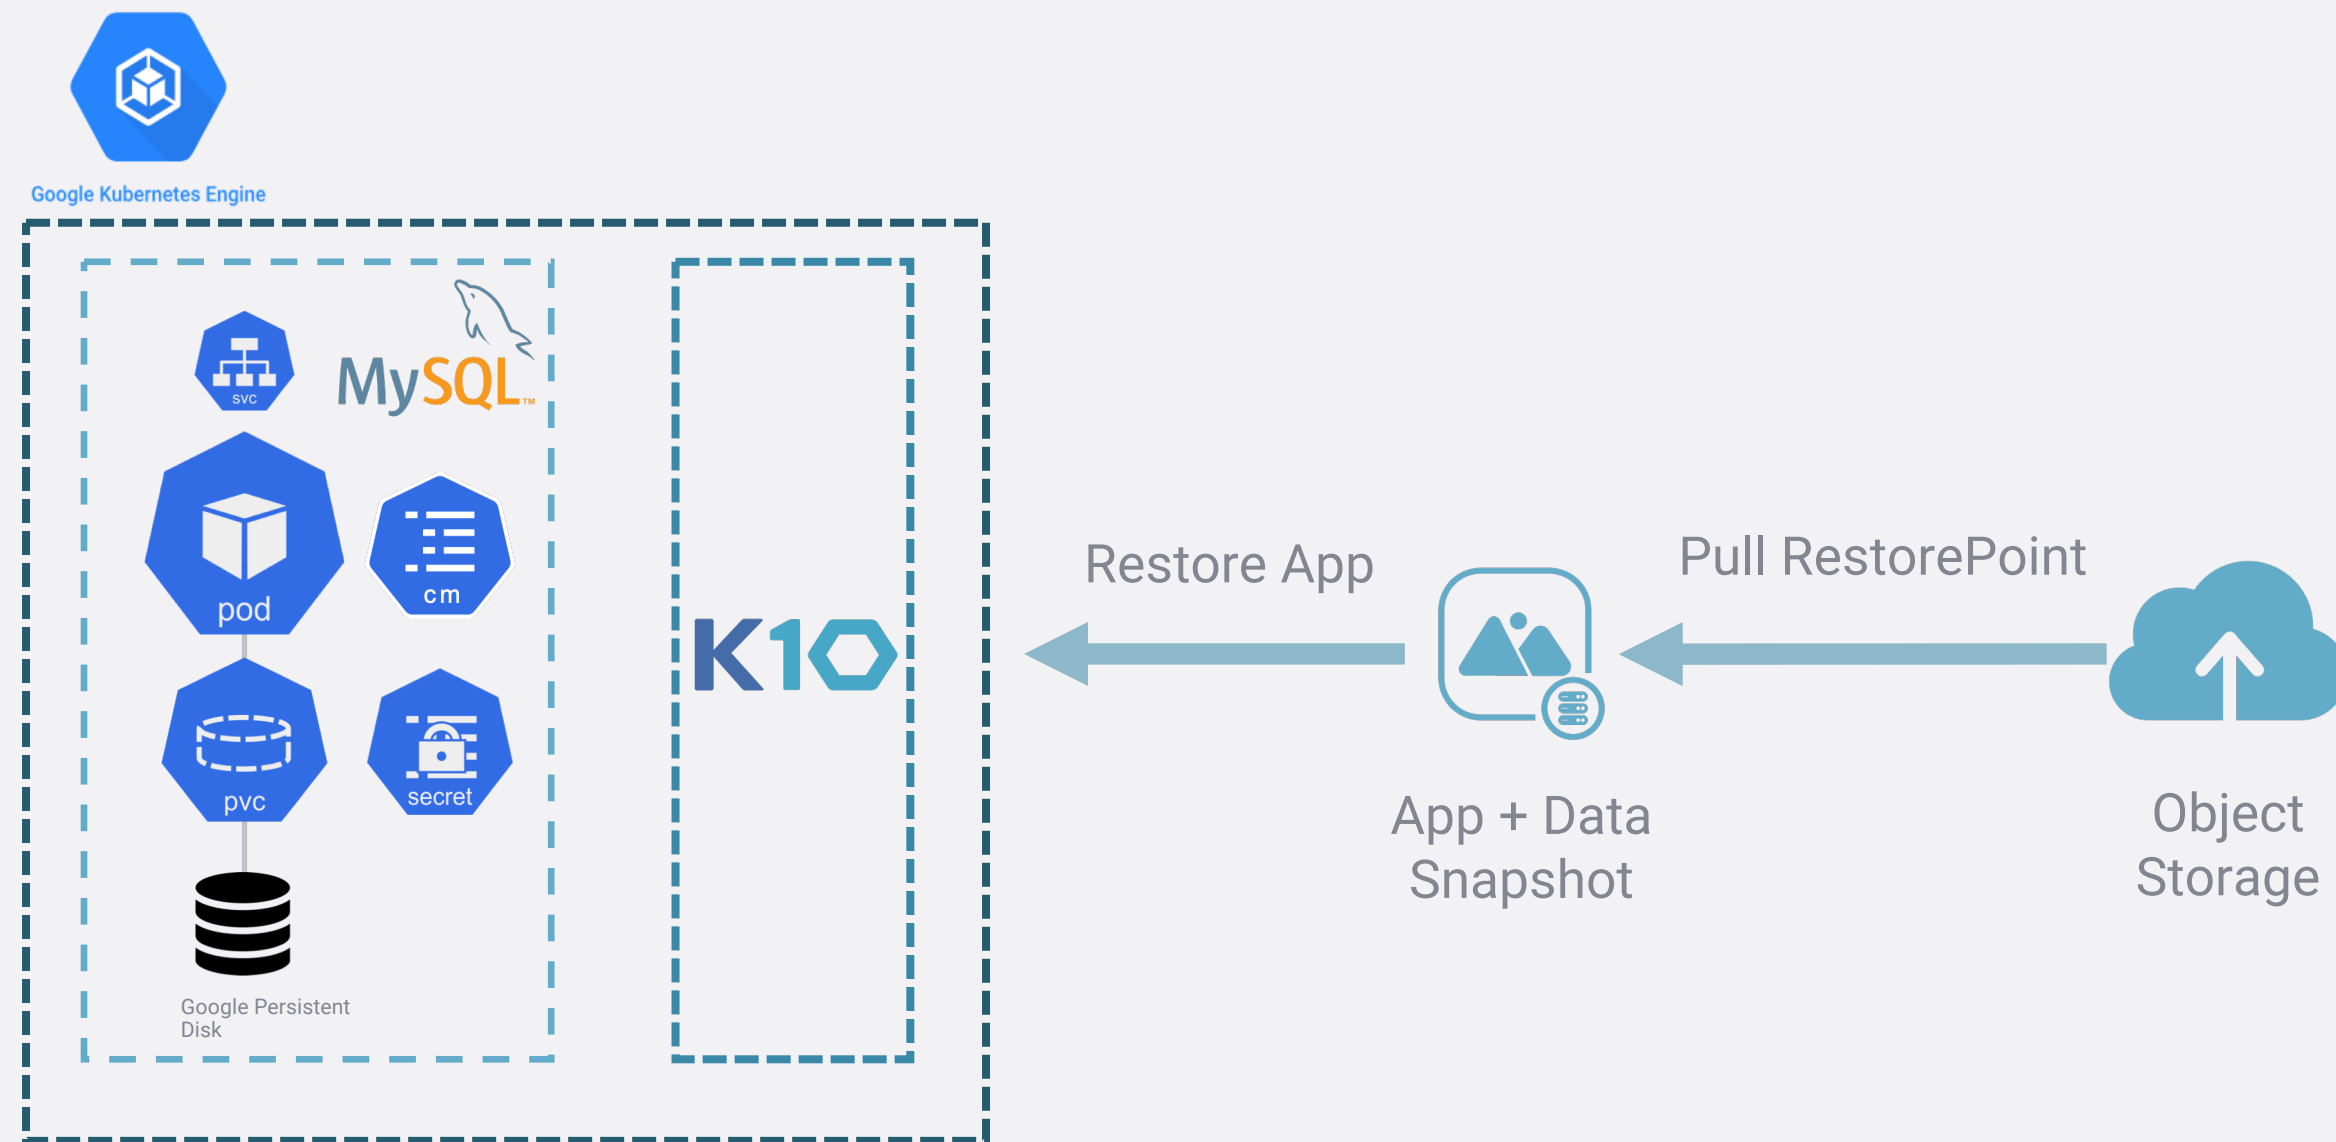 Google Kubernetes Engine
svc
MySQL™
pod
cm
pvc
secret
Google Persistent
Disk
K10
Restore App
App + Data
Snapshot
Pull RestorePoint
Object
Storage